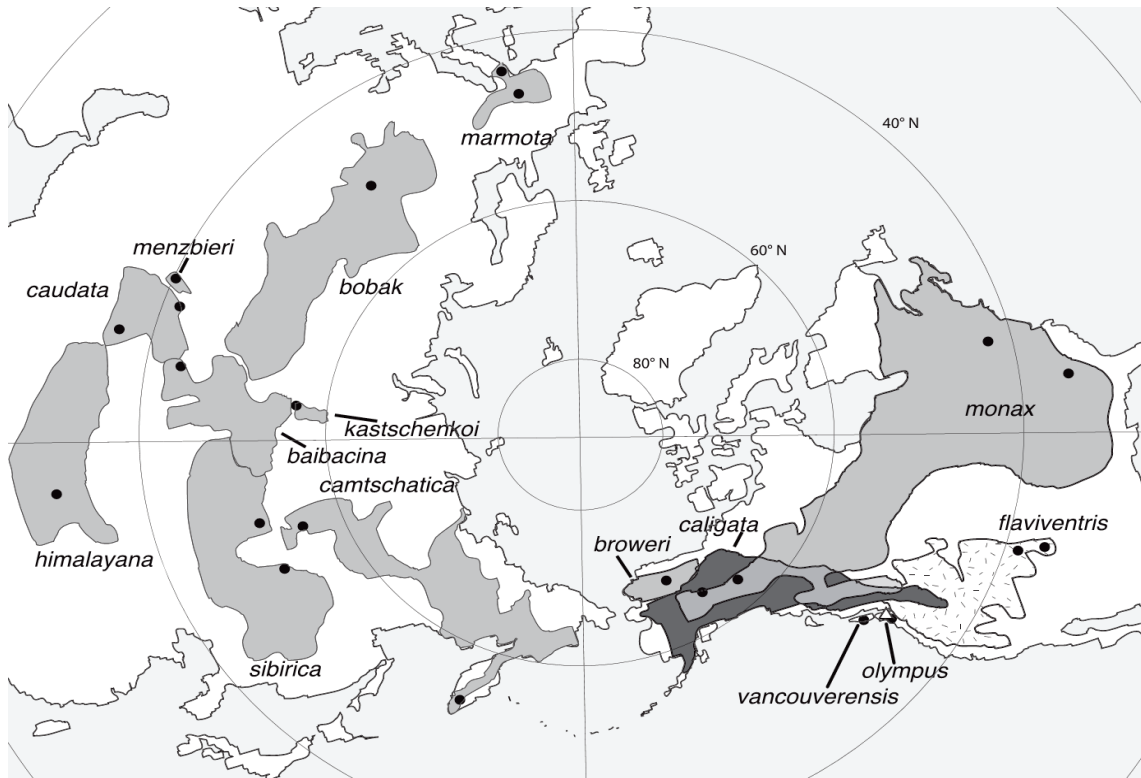 40° N
marmota
menzbieri
60° N
caudata
bobak
80° N
monax
kastschenkoi
baibacina
camtschatica
caligata
flaviventris
broweri
himalayana
sibirica
olympus
vancouverensis